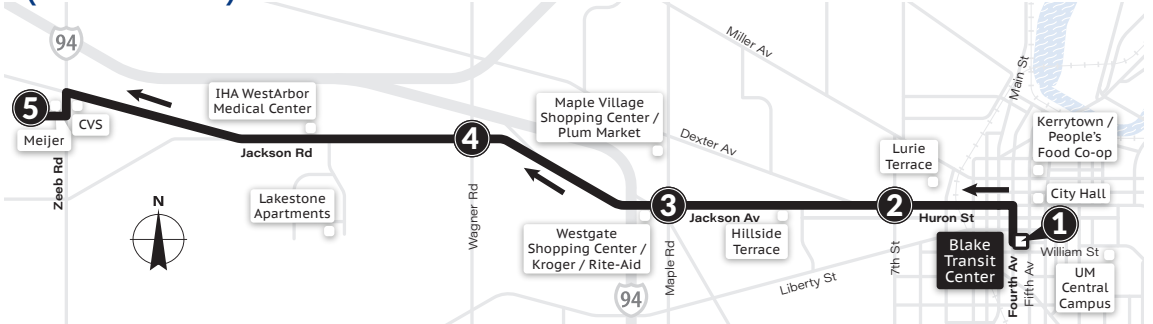 94
Miller Av
Main St
IHA WestArbor
Medical Center
Maple Village
Shopping Center /
Plum Market
Kerrytown /
People's
Food Co-op
5
CVS
Meijer
4
Jackson Rd
Dexter Av
Lurie
Terrace
City Hall
Zeeb Rd
N
Lakestone
Apartments
Wagner Rd
3
Jackson Av
2
Huron St
1
Westgate
Shopping Center /
Kroger / Rite-Aid
Maple Rd
Hillside
Terrace
7th St
Blake
Transit
Center
Fourth Av
Fifth Av
William St
Liberty St
UM
Central
Campus
94